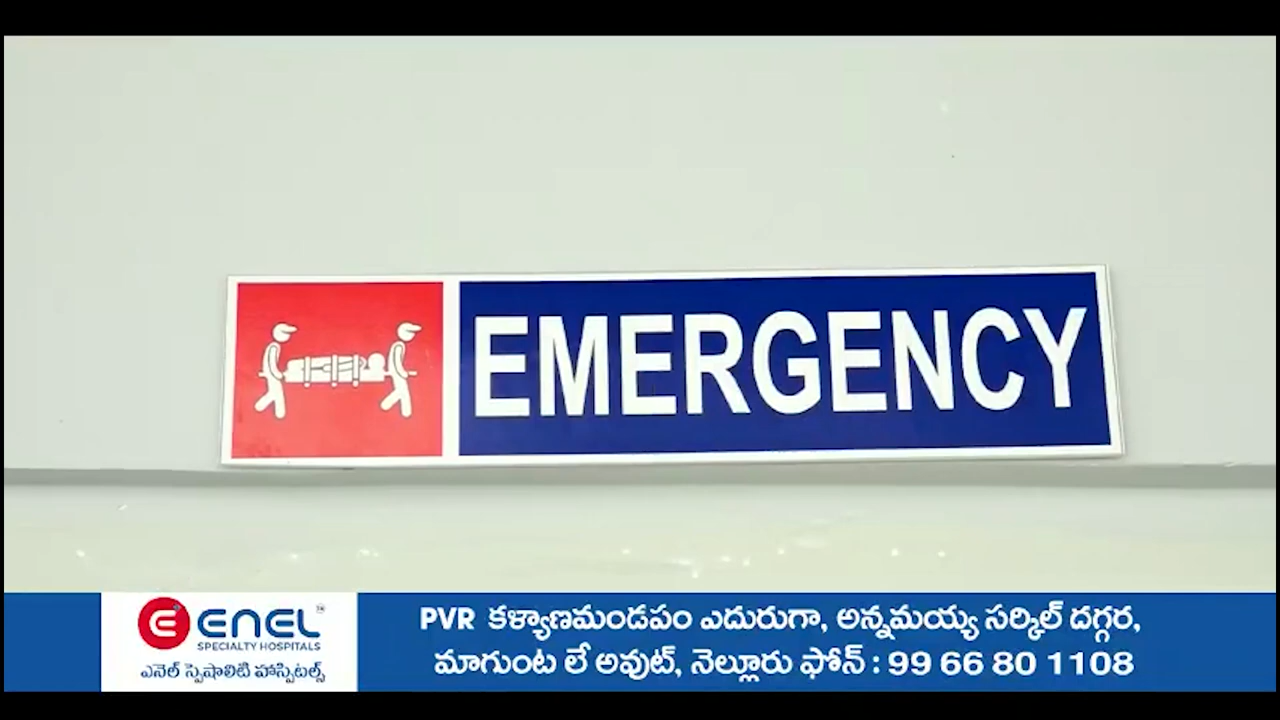 EMERGENCY
ENEL
SPECIALTY HOSPITALS
ఎనెల్ స్పెషాలిటి హాస్పిటల్స్
PVR కళ్యాణమండపం ఎదురుగా, అన్నమయ్య సర్కిల్ దగ్గర,
మాగుంట లే అవుట్, నెల్లూరు ఫోన్ : 99 66 80 1108